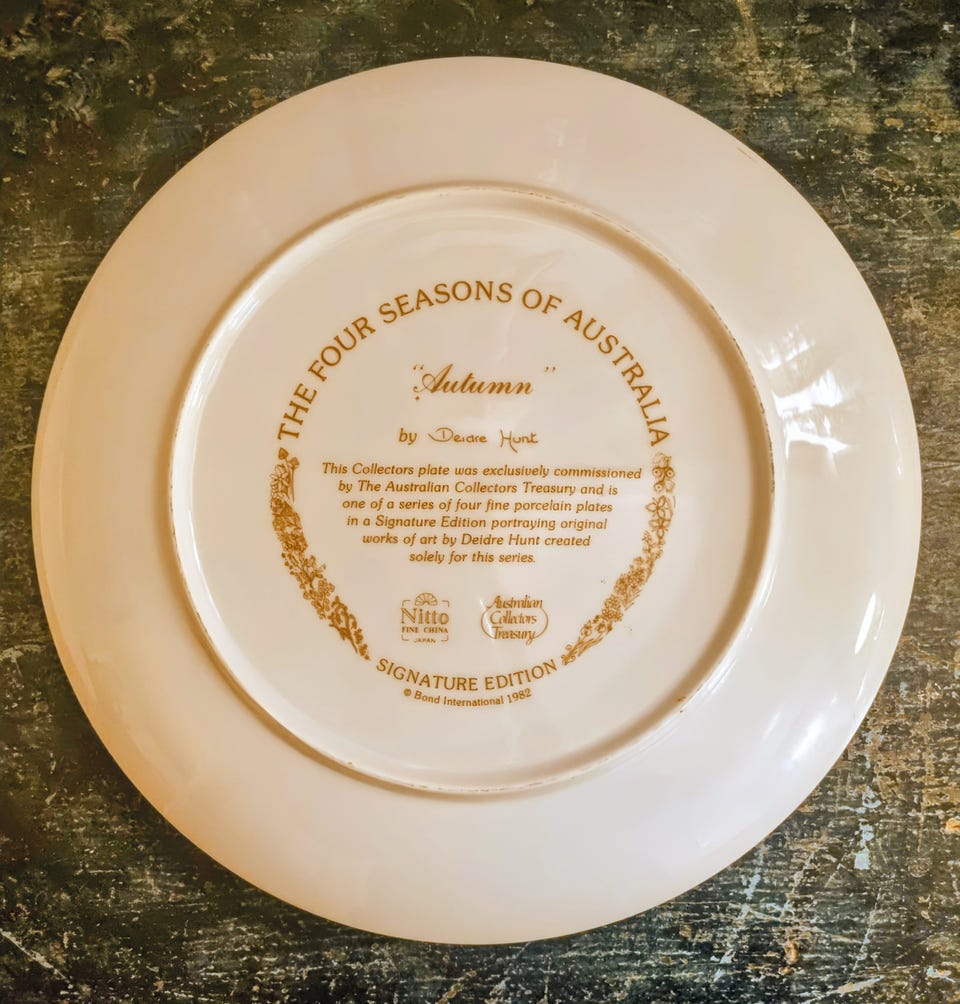 THE FOUR SEASONS OF AUSTRALIA
"Autumn"
by Deidre Hunt
This Collectors plate was exclusively commissioned
by The Australian Collectors Treasury and is
one of a series of four fine porcelain plates
in a Signature Edition portraying original
works of art by Deidre Hunt created
solely for this series.
Nitto
FINE CHINA
JAPAN
Australian
Collectors
Treasury
SIGNATURE EDITION
© Bond International 1982